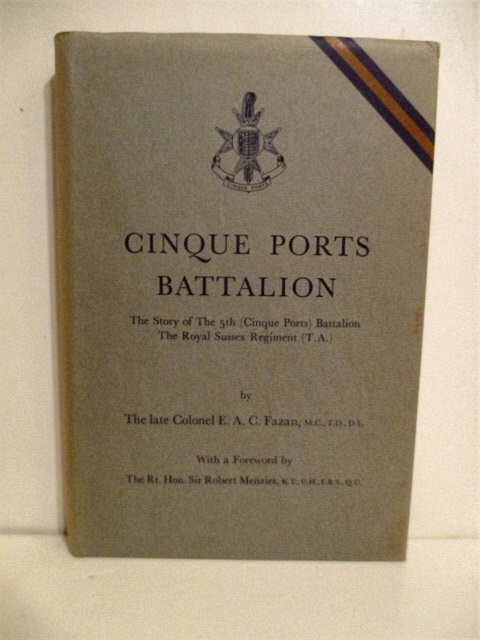 CINQUE PORTS
CINQUE PORTS
BATTALION
The Story of The 5th (Cinque Ports) Battalion
The Royal Sussex Regiment (T.A.)
by
The late Colonel E. A. C. Fazan, M.C., T.D., D.L.
With a Foreword by
The Rt. Hon. Sir Robert Menzies, K.T., C.H., F.R.S., Q.C.